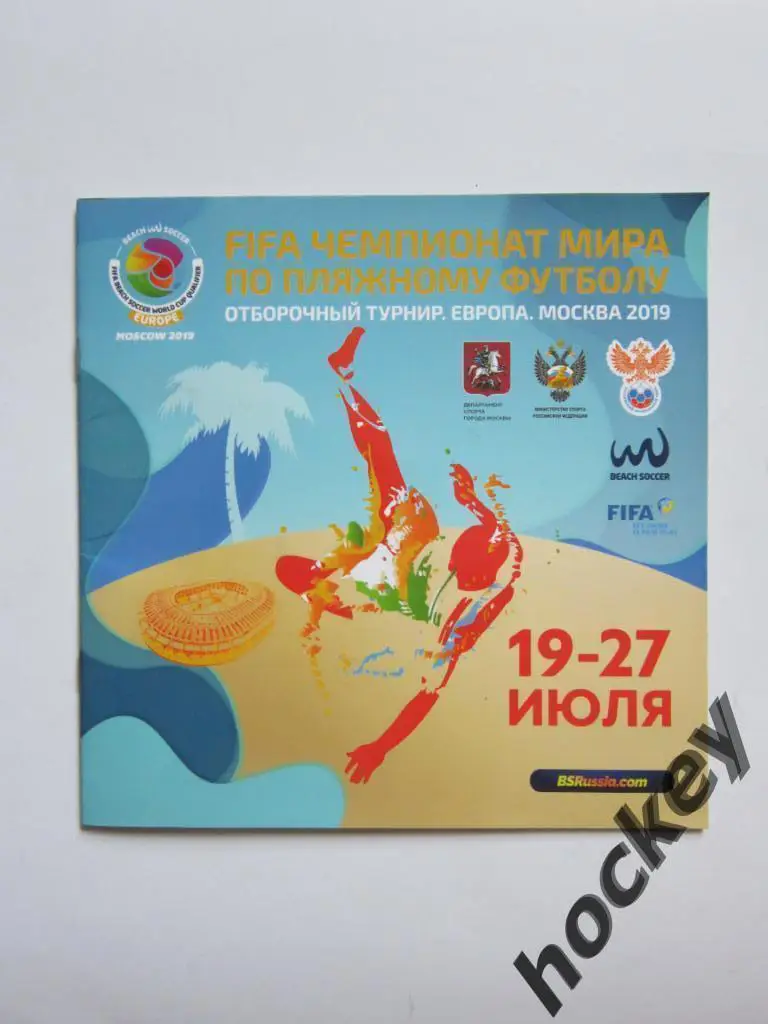 FIFA ЧЕМПИОНАТ МИРА
ПО ПЛЯЖНОМУ ФУТБОЛУ
ОТБОРОЧНЫЙ ТУРНИР. ЕВРОПА. МОСКВА 2019
BEACH SOCCER
FIFA BEACH SOCCER WORLD CUP QUALIFIER
EUROPE
MOSCOW 2019
ДЕПАРТАМЕНТ
СПОРТА
ГОРОДА МОСКВЫ
МИНИСТЕРСТВО СПОРТА
РОССИЙСКОЙ ФЕДЕРАЦИИ
BEACH SOCCER
FIFA
19-27
ИЮЛЯ
BSRussia.com
hockey